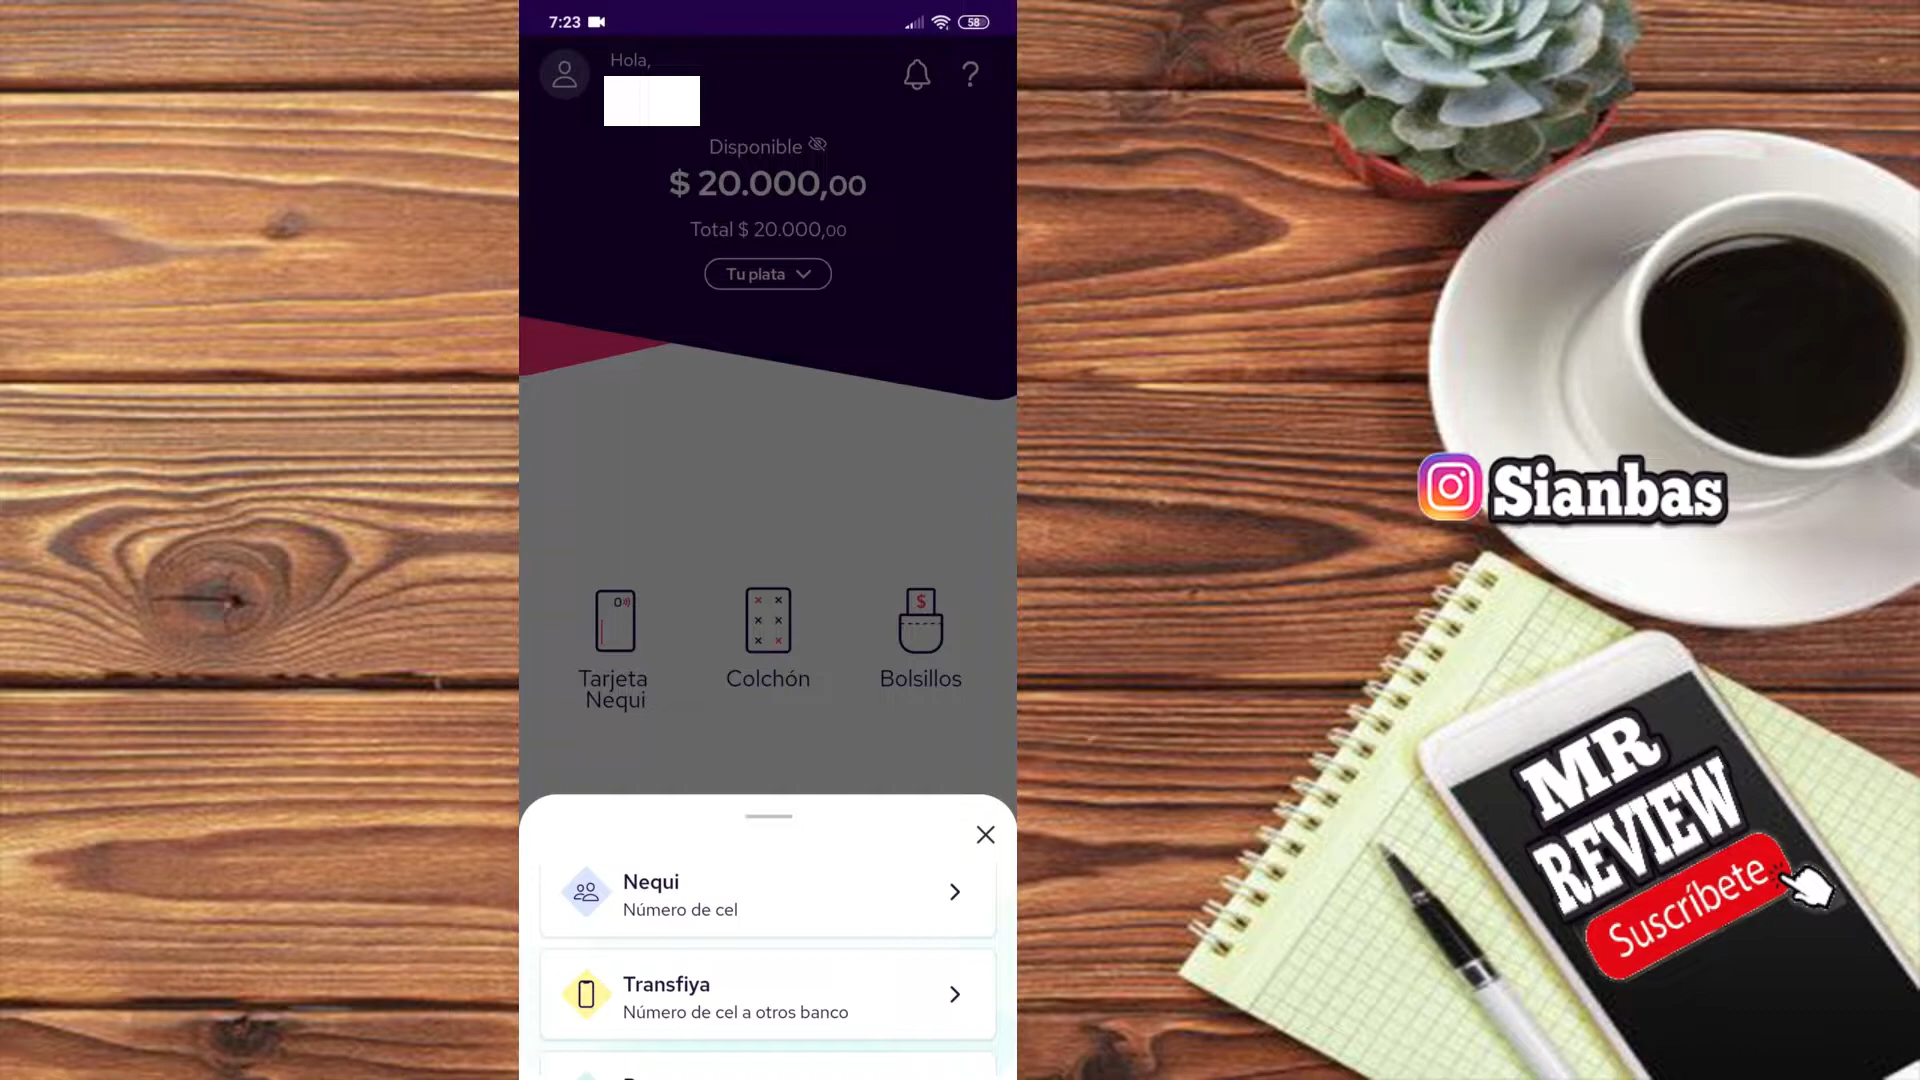 7:23
58
Hola,
Disponible
$ 20.000,00
Total $ 20.000,00
Tu plata
$
Tarjeta
Nequi
Colchón
Bolsillos
Nequi
Número de cel
Transfiya
Número de cel a otros banco
Sianbas
MR
REVIEW
Suscríbete